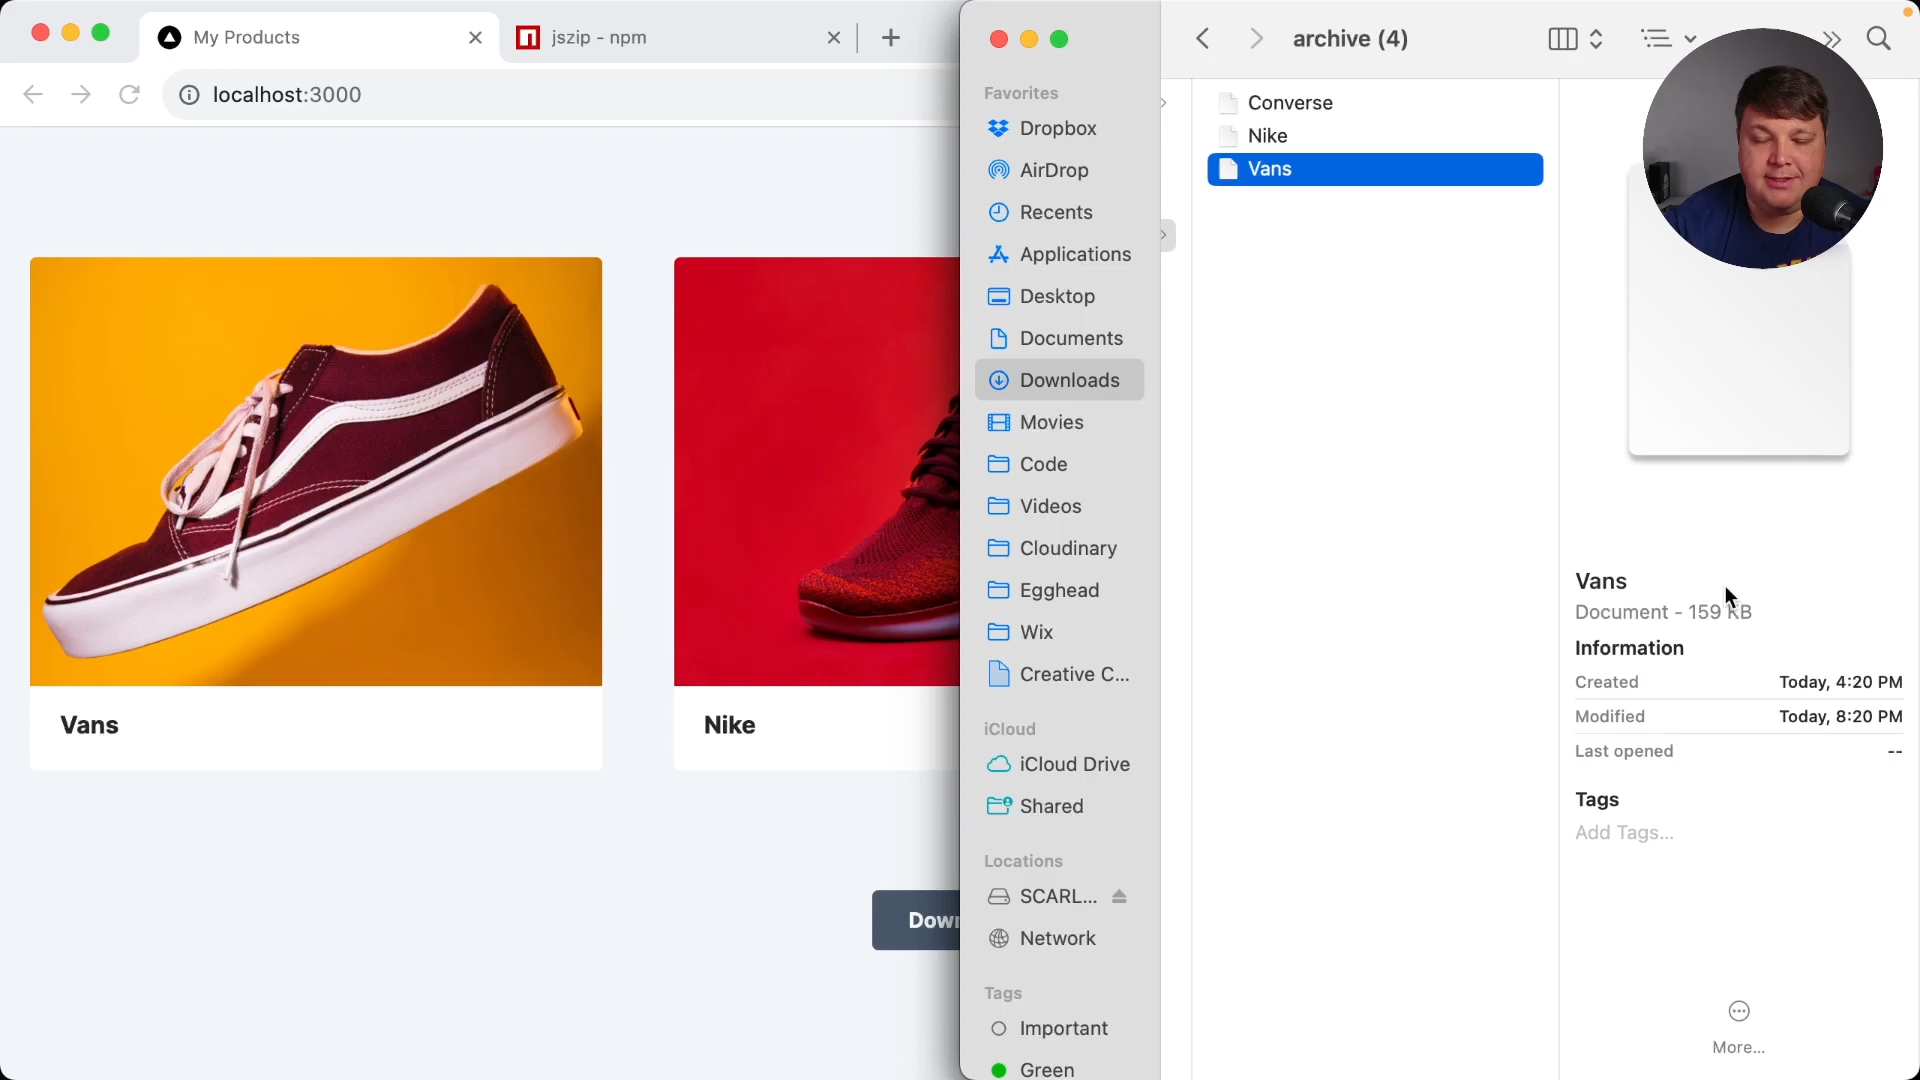 My Products
jszip - npm
localhost:3000
Vans
Nike
Down
Favorites
Dropbox
AirDrop
Recents
Applications
Desktop
Documents
Downloads
Movies
Code
Videos
Cloudinary
Egghead
Wix
Creative C...
iCloud
iCloud Drive
Shared
Locations
SCARL...
Network
Tags
Important
Green
archive (4)
Converse
Nike
Vans
Vans
Document - 159 KB
Information
Created Today, 4:20 PM
Modified Today, 8:20 PM
Last opened --
Tags
Add Tags...
More...